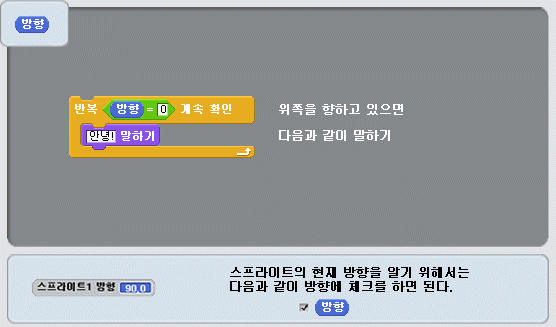 방향
반복 방향 = 0 계속 확인 위쪽을 향하고 있으면
안녕! 말하기 다음과 같이 말하기
스프라이트의 현재 방향을 알기 위해서는
스프라이트1 방향 90.0 다음과 같이 방향에 체크를 하면 된다.
방향